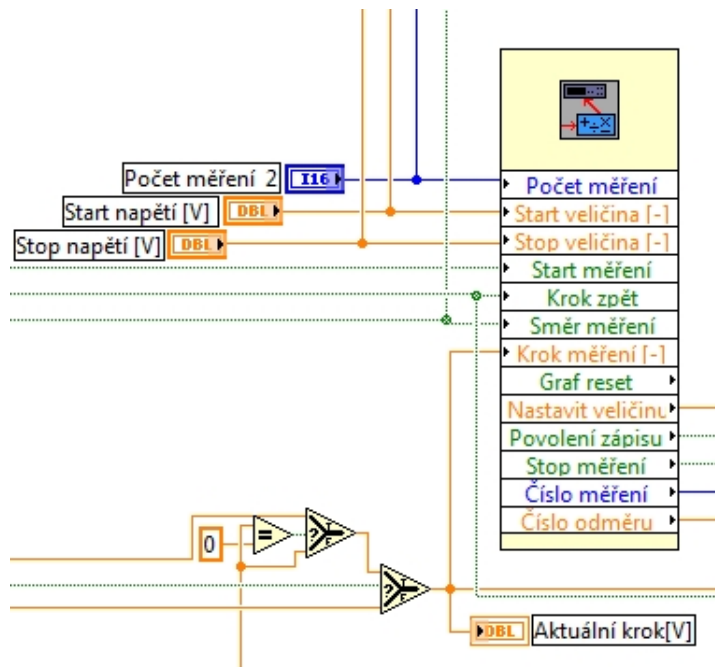 Počet měření 2
I16
Start napětí [V]
DBL
Stop napětí [V]
DBL
Počet měření
Start veličina [-]
Stop veličina [-]
Start měření
Krok zpět
Směr měření
Krok měření [-]
Graf reset
Nastavit veličinu
Povolení zápisu
Stop měření
Číslo měření
Číslo odměru
0
=
?
T
F
?
T
F
DBL
Aktuální krok[V]